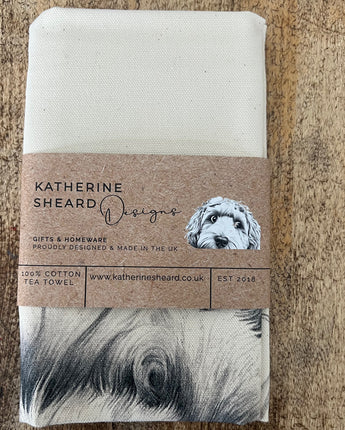 KATHERINE
SHEARD Designs
GIFTS & HOMEWARE
PROUDLY DESIGNED & MADE IN THE UK
100% COTTON
TEA TOWEL
www.katherinesheard.co.uk
EST 2018